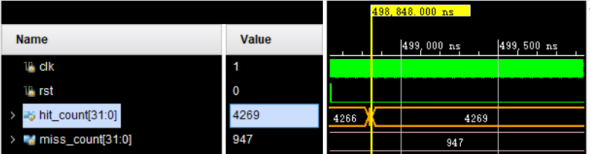 498,848.000 ns
Name Value
499,000 ns 499,500 ns
clk 1
rst 0
hit_count[31:0] 4269 4266 4269
miss_count[31:0] 947 947